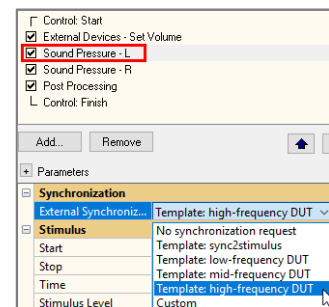 Control: Start
External Devices - Set Volume
Sound Pressure - L
Sound Pressure - R
Post Processing
Control: Finish
Add... Remove
Parameters
Synchronization
External Synchroniz... Template: high-frequency DUT
Stimulus No synchronization request
Start Template: sync2stimulus
Stop Template: low-frequency DUT
Time Template: mid-frequency DUT
Template: high-frequency DUT
Stimulus Level Custom